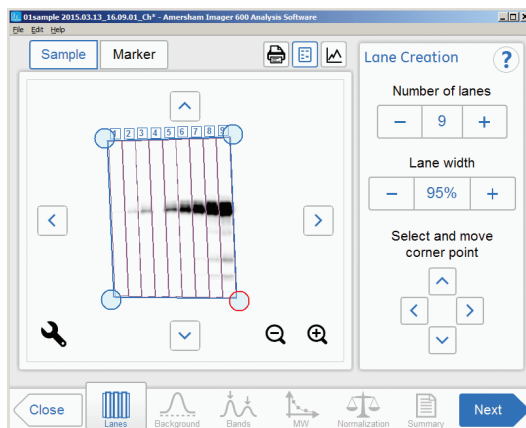 01sample 2015.03.13_16.09.01_Ch* - Amersham Imager 600 Analysis Software
File Edit Help
Sample Marker
Lane Creation ?
Number of lanes
− 9 +
Lane width
− 95% +
Select and move
corner point
1 2 3 4 5 6 7 8 9
Close Lanes Background Bands MW Normalization Summary Next